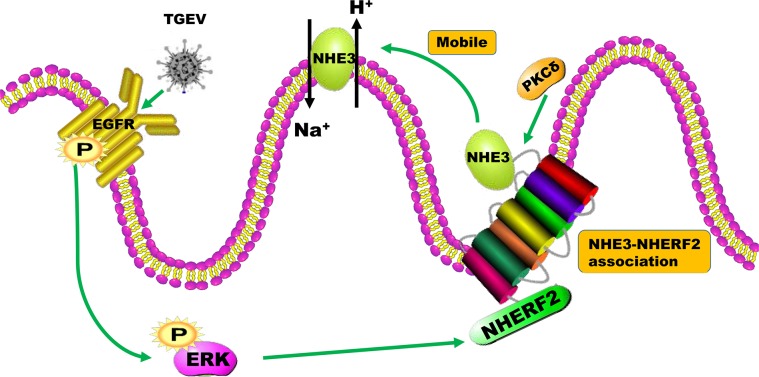 TGEV
EGFR
P
H+
NHE3
Na+
Mobile
PKCδ
NHE3
NHE3-NHERF2
association
NHERF2
P
ERK